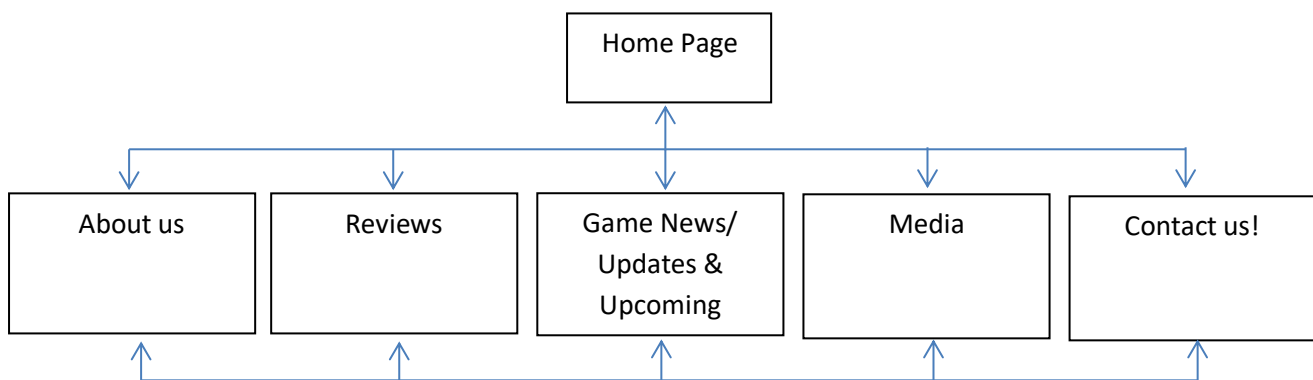 Home Page
About us
Reviews
Game News/
Updates &
Upcoming
Media
Contact us!